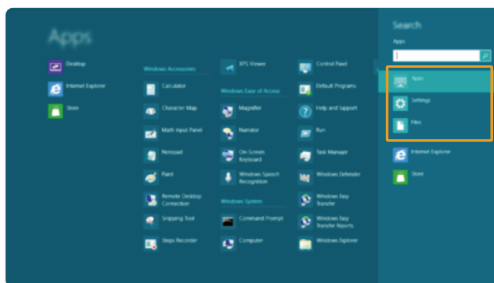 Apps
Desktop
Internet Explorer
Store
Windows Accessories
Calculator
Character Map
Math Input Panel
Notepad
Paint
Remote Desktop
Connection
Snipping Tool
Steps Recorder
XPS Viewer
Windows Ease of Access
Magnifier
Narrator
On-Screen
Keyboard
Windows Speech
Recognition
Windows System
Command Prompt
Computer
Control Panel
Default Programs
Help and Support
Run
Task Manager
Windows Defender
Windows Easy
Transfer
Windows Easy
Transfer Reports
Windows Explorer
Search
Apps
Apps
Settings
Files
Internet Explorer
Store